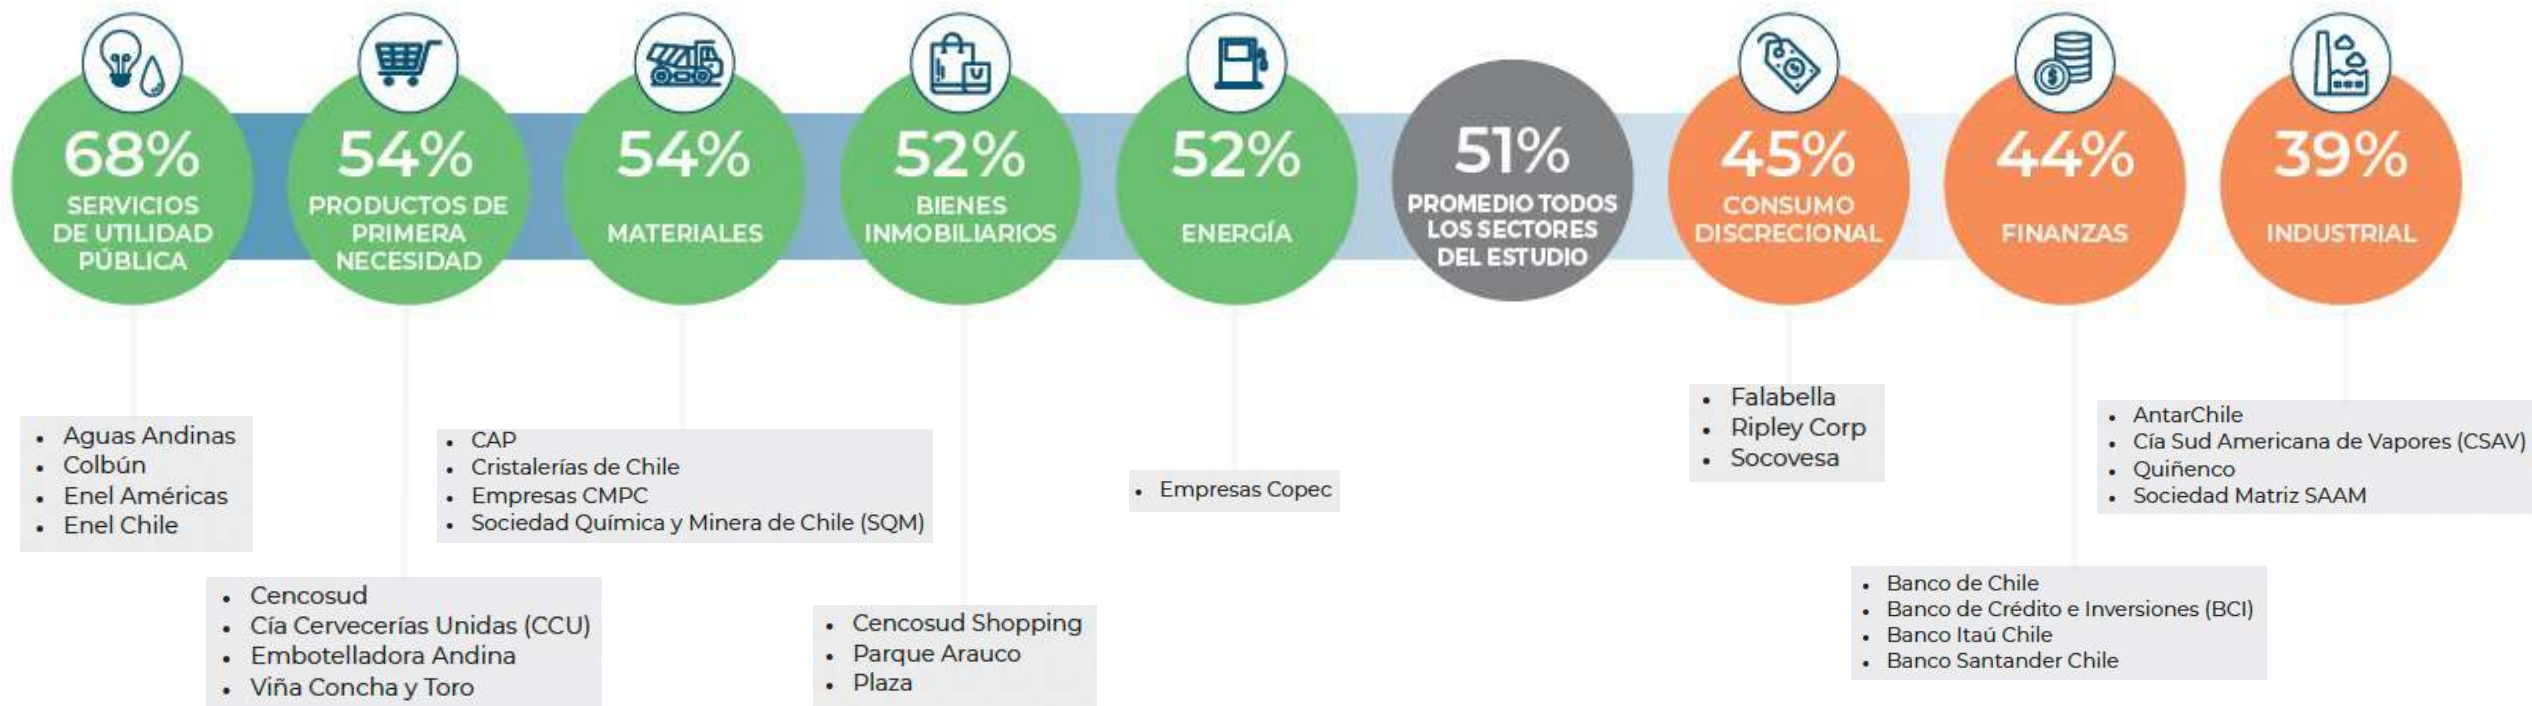 68%
SERVICIOS
DE UTILIDAD
PÚBLICA
54%
PRODUCTOS DE
PRIMERA
NECESIDAD
54%
MATERIALES
52%
BIENES
INMOBILIARIOS
52%
ENERGÍA
51%
PROMEDIO TODOS
LOS SECTORES
DEL ESTUDIO
45%
CONSUMO
DISCRECIONAL
44%
FINANZAS
39%
INDUSTRIAL
• Aguas Andinas
• Colbún
• Enel Américas
• Enel Chile
• Cencosud
• Cía Cervecerías Unidas (CCU)
• Embotelladora Andina
• Viña Concha y Toro
• CAP
• Cristalerías de Chile
• Empresas CMPC
• Sociedad Química y Minera de Chile (SQM)
• Cencosud Shopping
• Parque Arauco
• Plaza
• Empresas Copec
• Falabella
• Ripley Corp
• Socovesa
• Banco de Chile
• Banco de Crédito e Inversiones (BCI)
• Banco Itaú Chile
• Banco Santander Chile
• AntarChile
• Cía Sud Americana de Vapores (CSAV)
• Quiñenco
• Sociedad Matriz SAAM